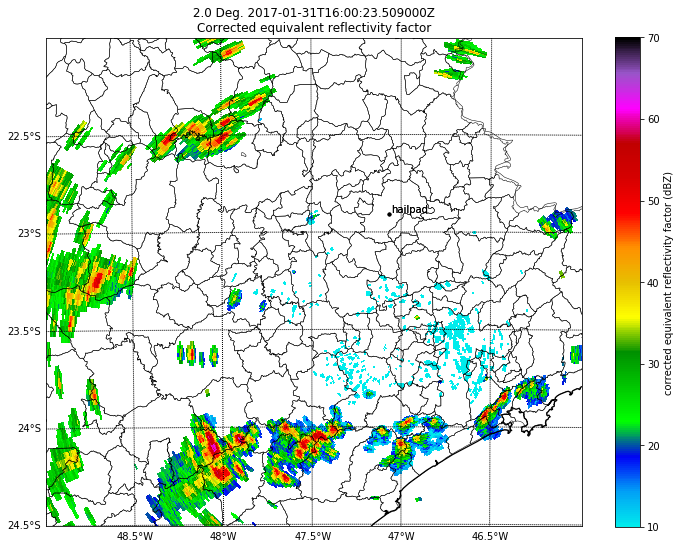 2.0 Deg. 2017-01-31T16:00:23.509000Z
Corrected equivalent reflectivity factor
22.5°S
23°S
23.5°S
24°S
24.5°S
48.5°W
48°W
47.5°W
47°W
46.5°W
hailpad
70
60
50
40
30
20
10
corrected equivalent reflectivity factor (dBZ)